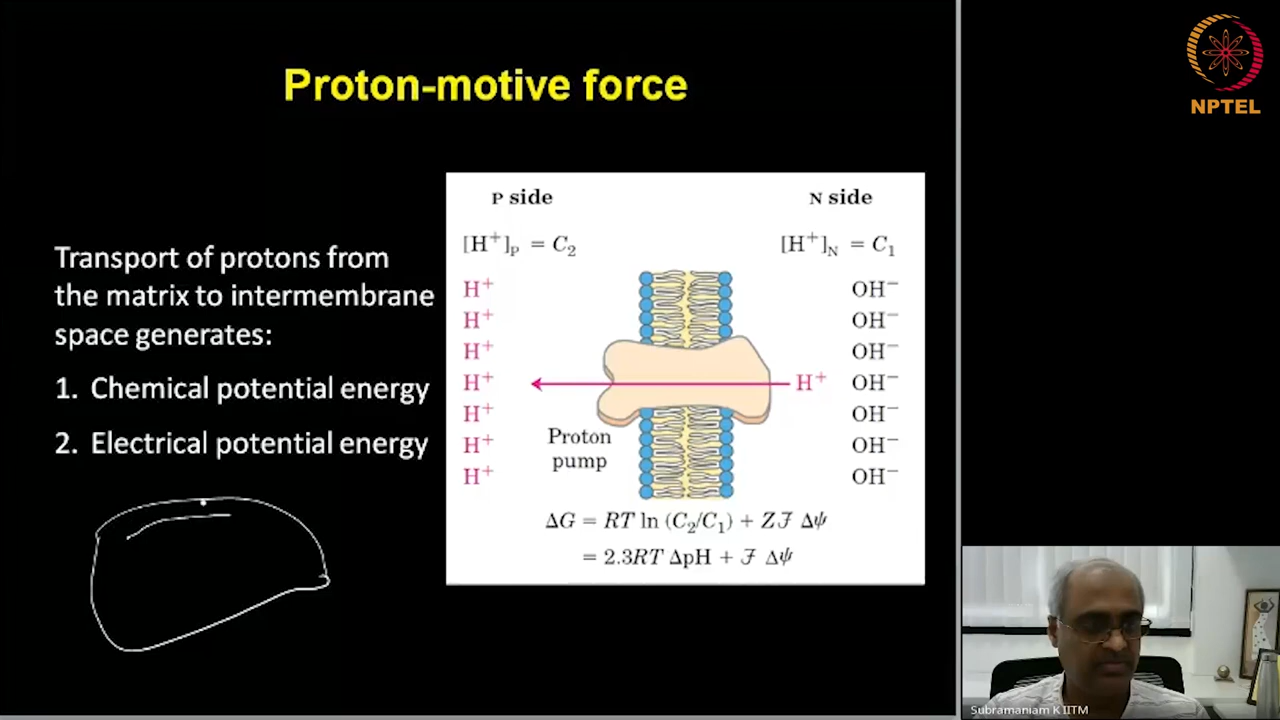 Proton-motive force
NPTEL
Transport of protons from
the matrix to intermembrane
space generates:
1. Chemical potential energy
2. Electrical potential energy
P side
N side
[H⁺]ₚ = C₂
[H⁺]_N = C₁
H⁺
H⁺
H⁺
H⁺
H⁺
H⁺
H⁺
H⁺
OH⁻
OH⁻
OH⁻
OH⁻
OH⁻
OH⁻
OH⁻
Proton
pump
ΔG = RT ln (C₂/C₁) + Zℱ Δψ
= 2.3RT ΔpH + ℱ Δψ
Subramaniam K IITM